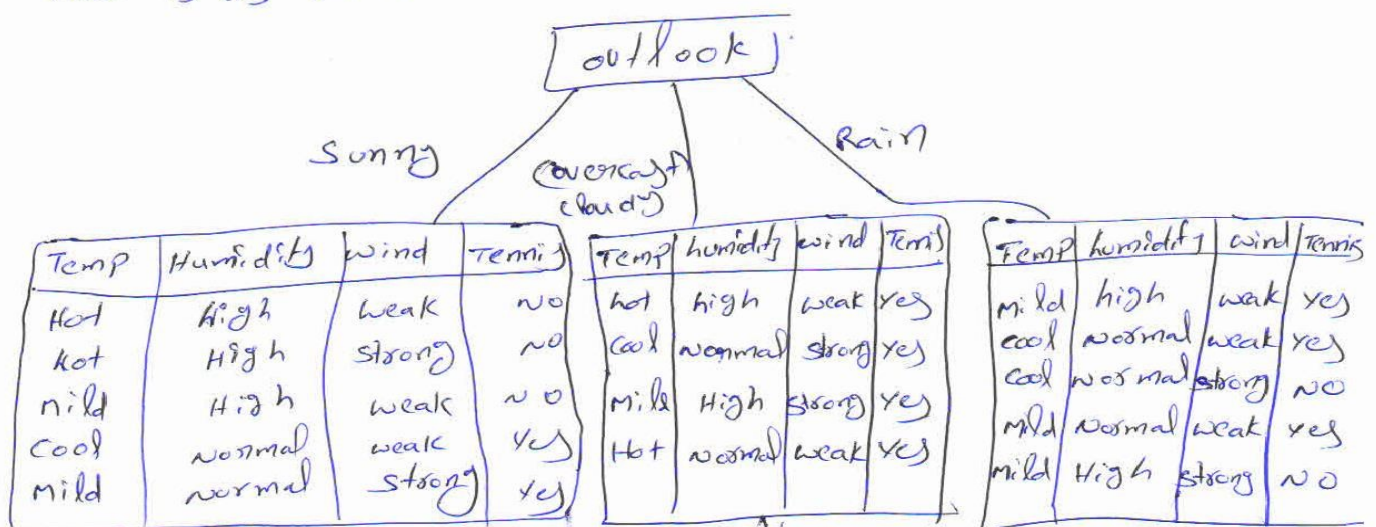 outlook
Sunny
(overcast)
cloudy)
Rain
Temp Humidity Wind Tennis
Hot High weak NO
Hot High strong NO
Mild High weak NO
Cool Normal weak Yes
Mild Normal Strong Yes
Temp humidity wind Tennis
hot high weak Yes
Cool Normal strong Yes
Mild High strong Yes
Hot Normal weak Yes
Temp humidity wind Tennis
Mild high weak Yes
cool Normal weak Yes
Cool Normal strong NO
Mild Normal weak yes
Mild High strong NO